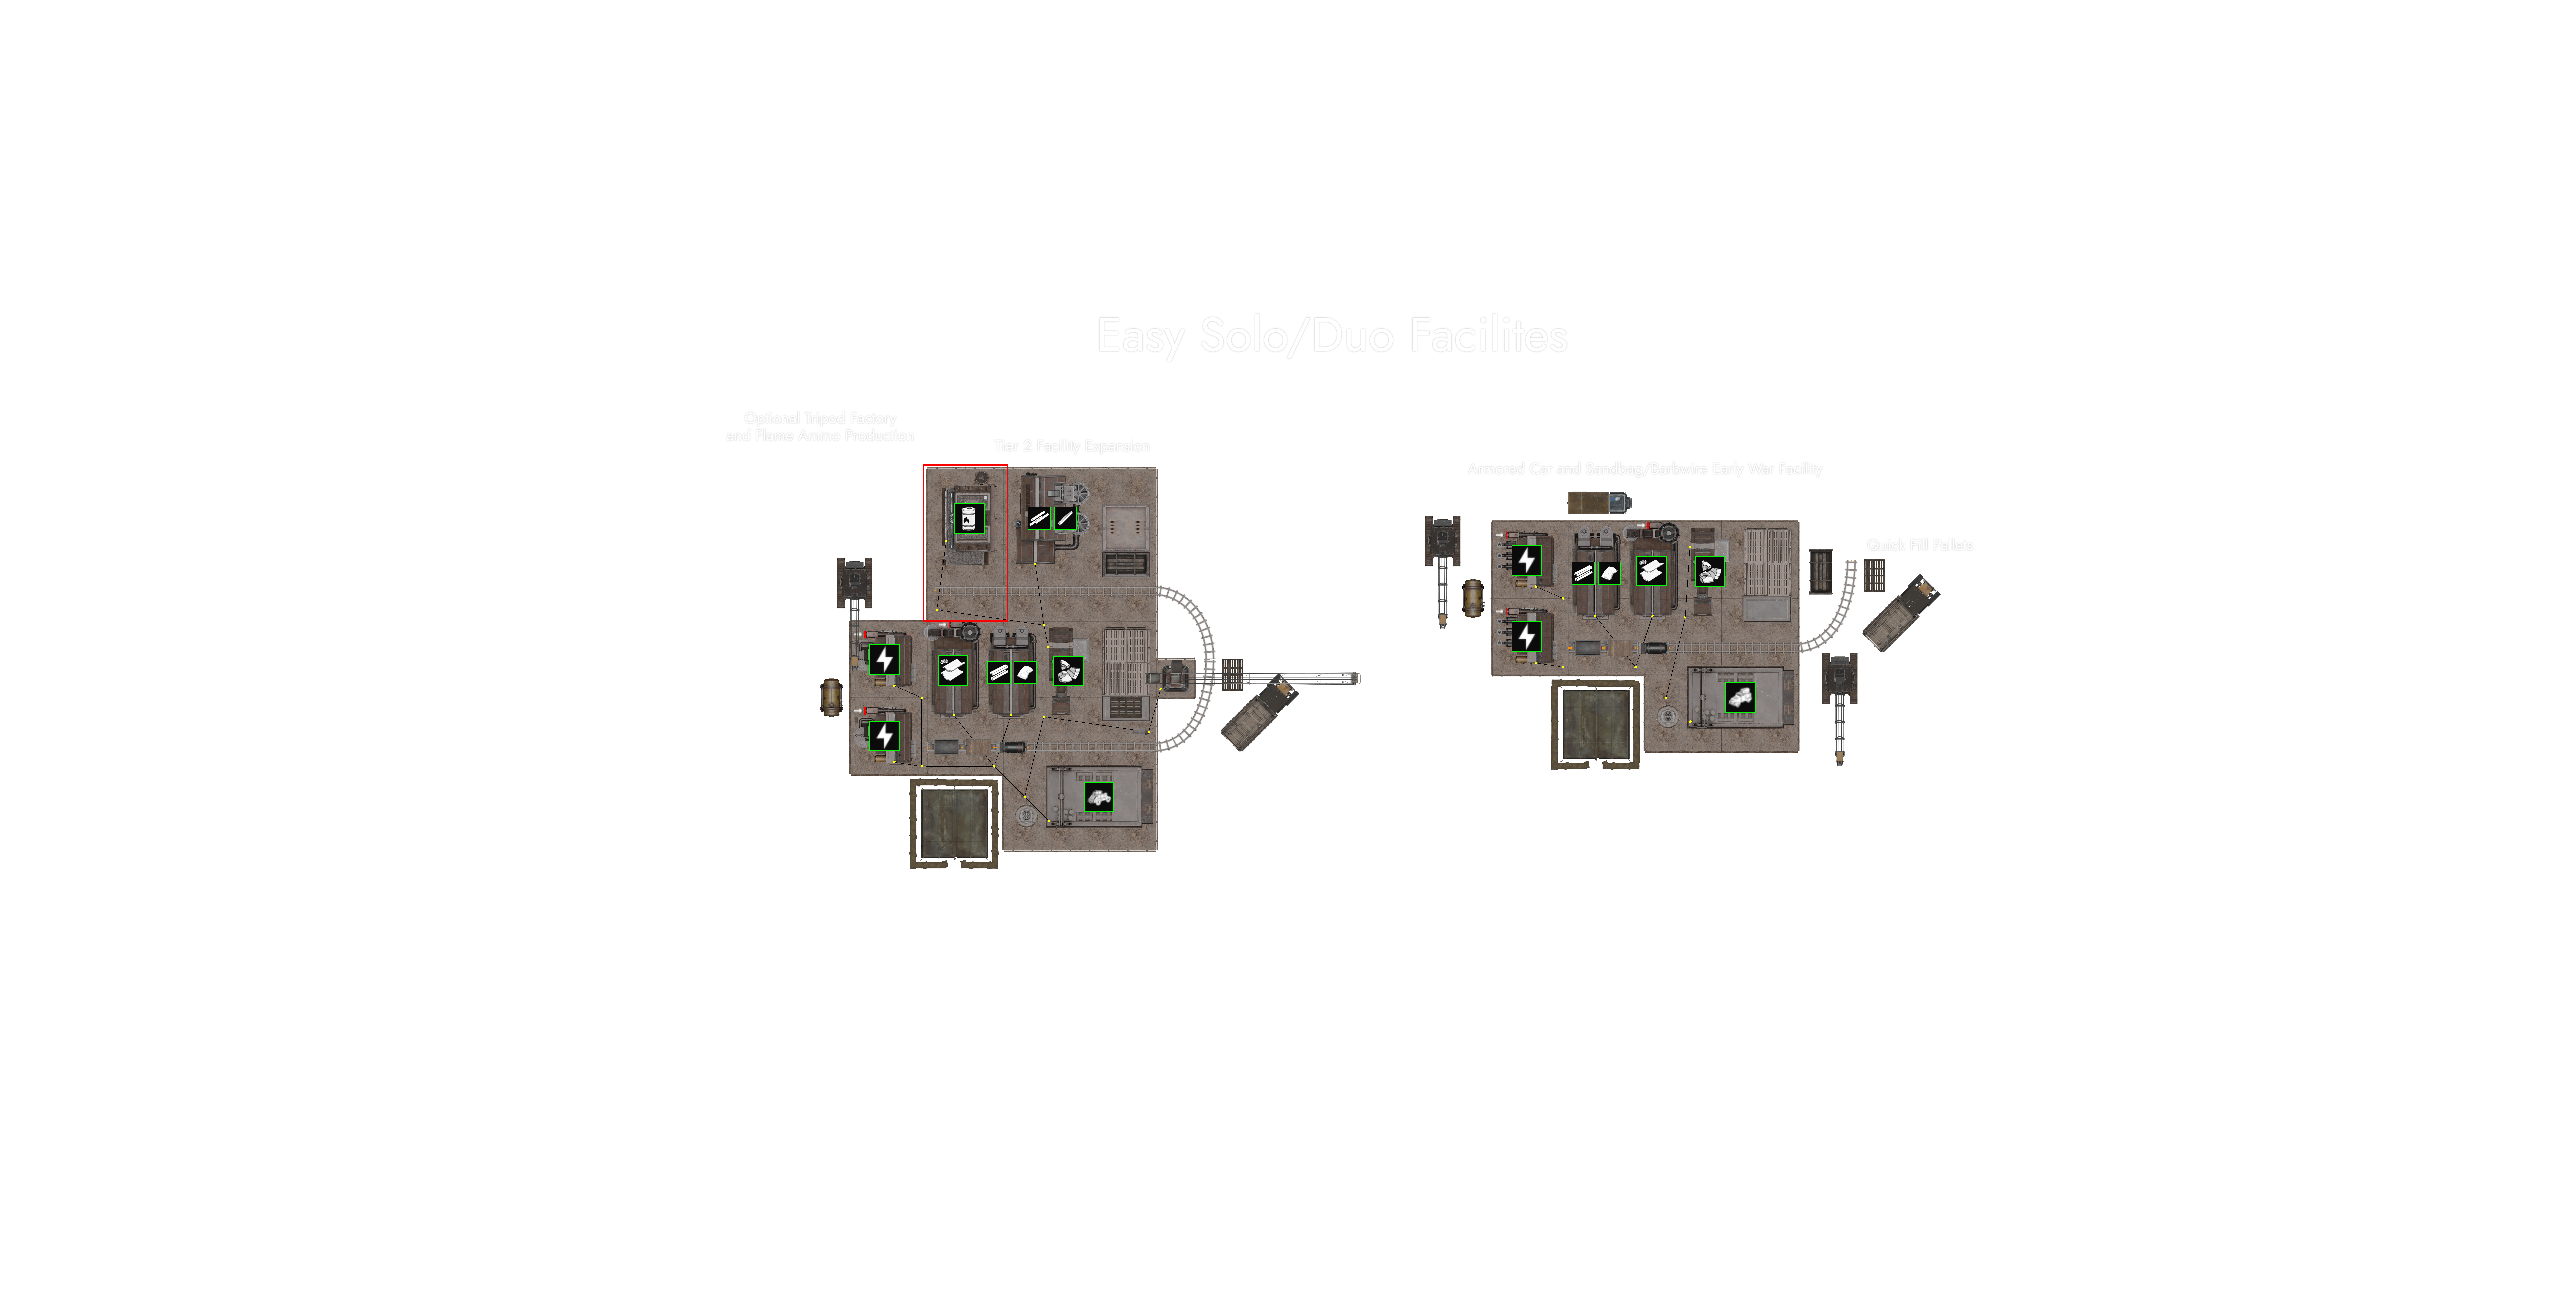 Easy Solo/Duo Facilites
Optional Tripod Factory
and Flame Ammo Production
Tier 2 Facility Expansion
Armored Car and Sandbag/Barbwire Early War Facility
Quick Fill Pallets